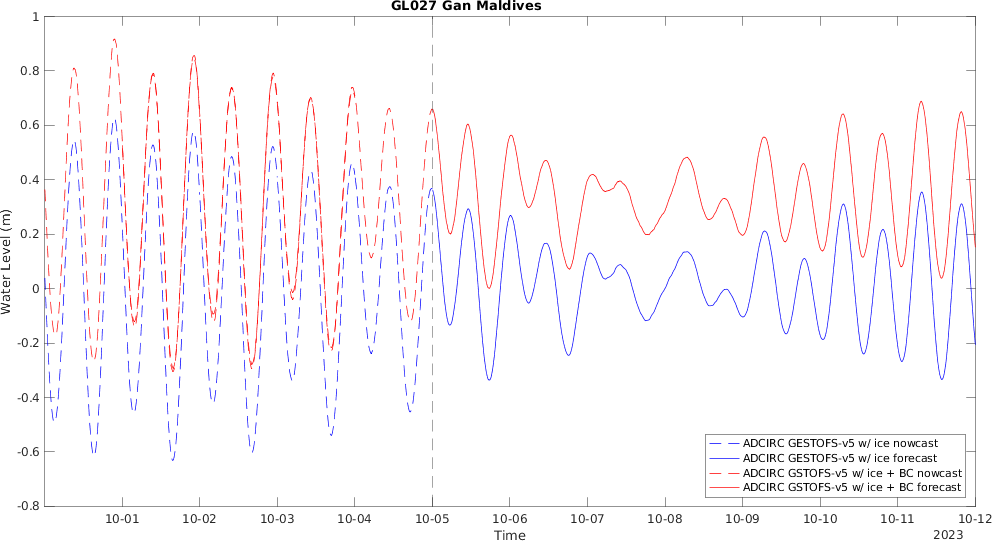 GL027 Gan Maldives
1
0.8
0.6
0.4
0.2
0
-0.2
-0.4
-0.6
-0.8
Water Level (m)
ADCIRC GESTOFS-v5 w/ ice nowcast
ADCIRC GESTOFS-v5 w/ ice forecast
ADCIRC GSTOFS-v5 w/ ice + BC nowcast
ADCIRC GSTOFS-v5 w/ ice + BC forecast
10-01 10-02 10-03 10-04 10-05 10-06 10-07 10-08 10-09 10-10 10-11 10-12
Time
2023